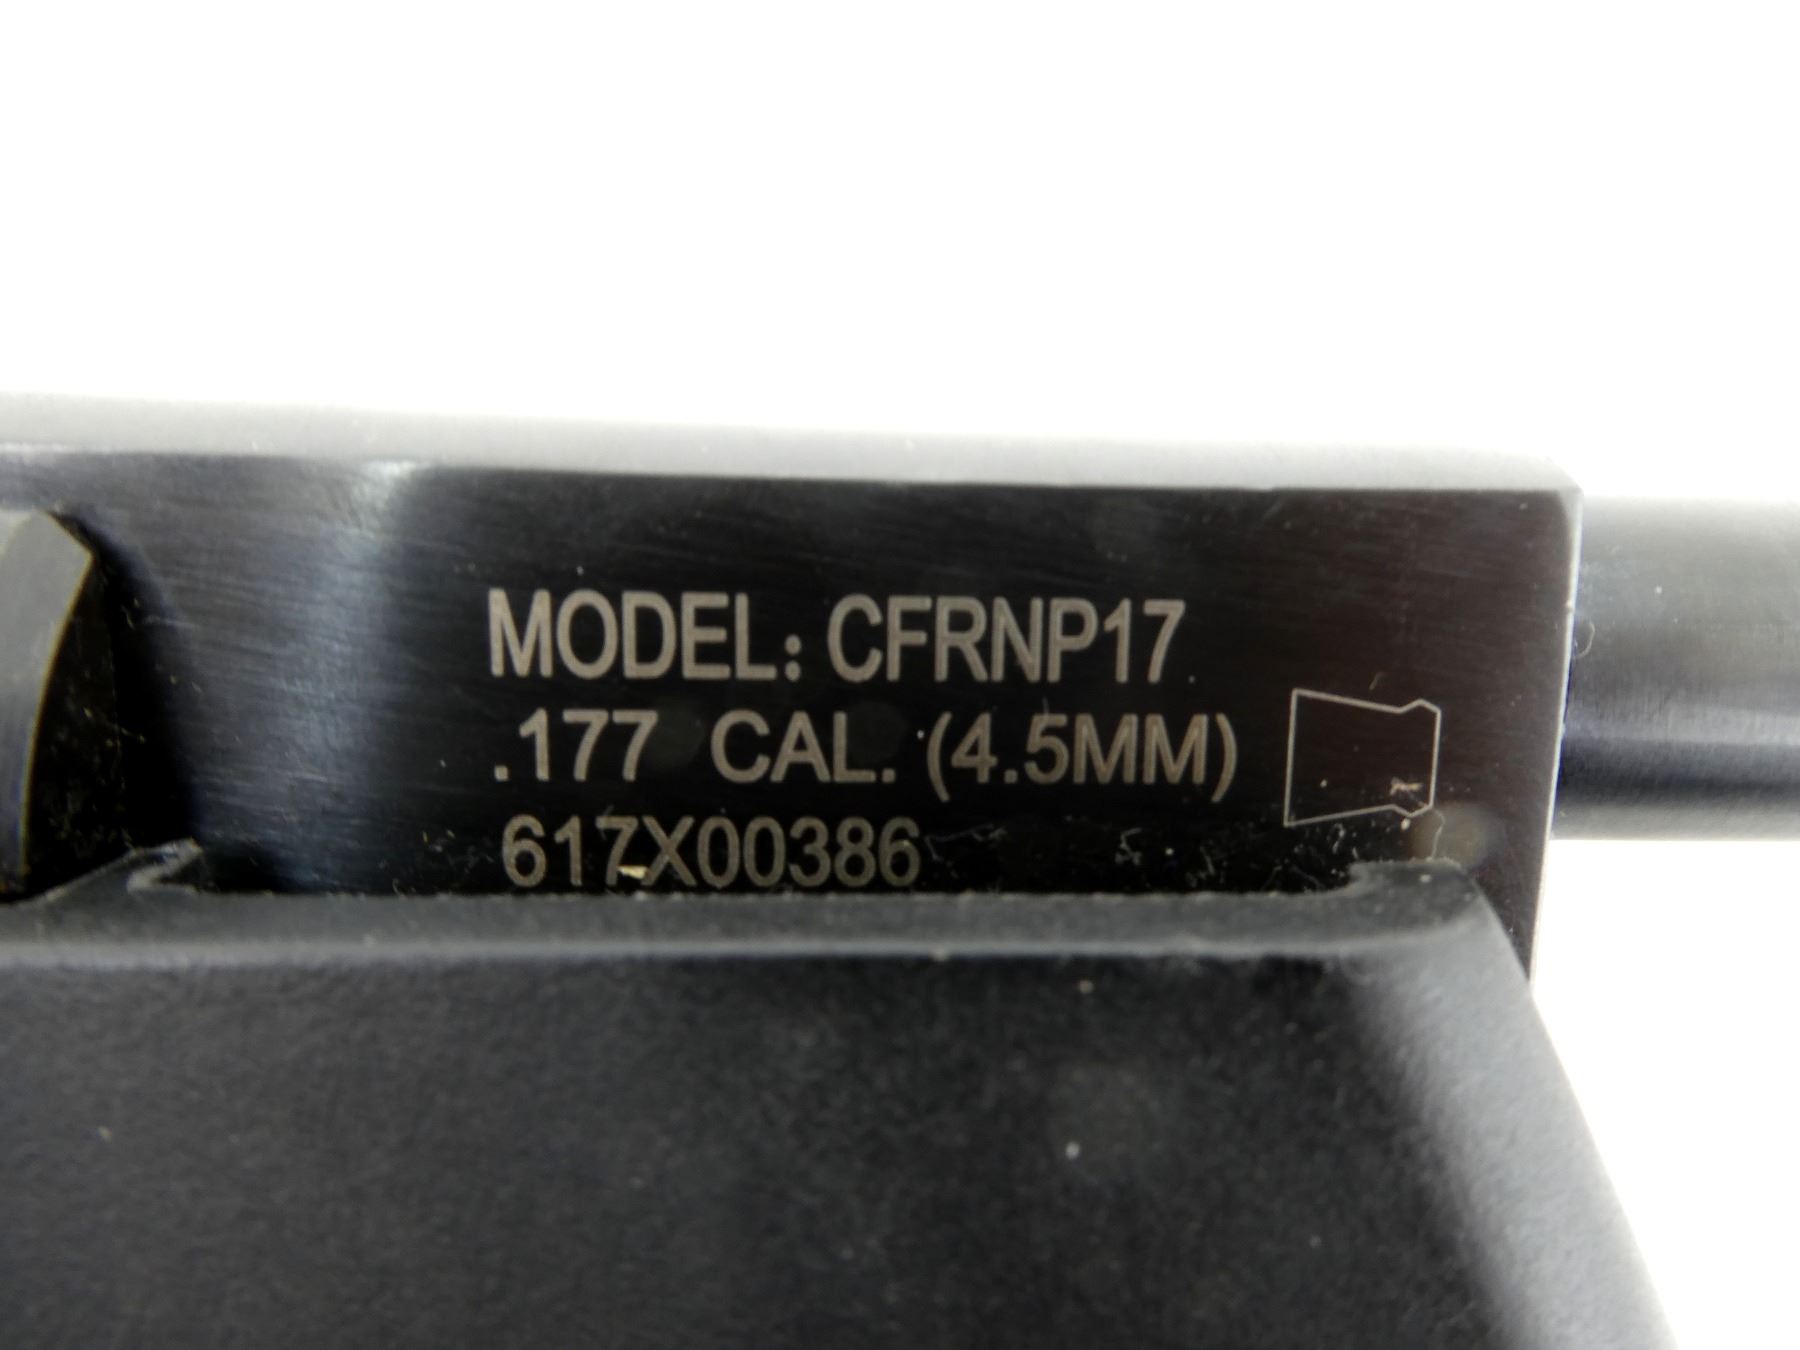 MODEL: CFRNP17
.177 CAL. (4.5MM)
617X00386